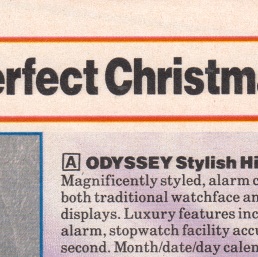 erfect Christma
A ODYSSEY Stylish Hi
Magnificently styled, alarm c
both traditional watchface an
displays. Luxury features inc
alarm, stopwatch facility accu
second. Month/date/day calen